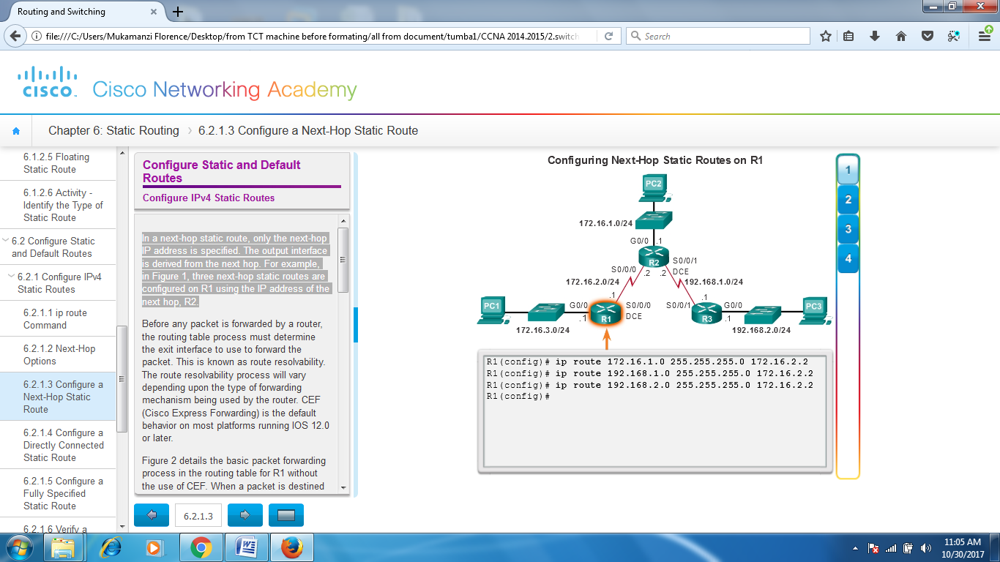 Routing and Switching
file:///C:/Users/Mukamanzi Florence/Desktop/from TCT machine before formating/all from document/tumba1/CCNA 2014.2015/2.switch
Search
cisco.
Cisco Networking Academy
Chapter 6: Static Routing
6.2.1.3 Configure a Next-Hop Static Route
6.1.2.5 Floating
Static Route
6.1.2.6 Activity -
Identify the Type of
Static Route
6.2 Configure Static
and Default Routes
6.2.1 Configure IPv4
Static Routes
6.2.1.1 ip route
Command
6.2.1.2 Next-Hop
Options
6.2.1.3 Configure a
Next-Hop Static
Route
6.2.1.4 Configure a
Directly Connected
Static Route
6.2.1.5 Configure a
Fully Specified
Static Route
6.2.1.6 Verify a
Configure Static and Default
Routes
Configure IPv4 Static Routes
In a next-hop static route, only the next-hop
IP address is specified. The output interface
is derived from the next hop. For example,
in Figure 1, three next-hop static routes are
configured on R1 using the IP address of the
next hop, R2.
Before any packet is forwarded by a router,
the routing table process must determine
the exit interface to use to forward the
packet. This is known as route resolvability.
The route resolvability process will vary
depending upon the type of forwarding
mechanism being used by the router. CEF
(Cisco Express Forwarding) is the default
behavior on most platforms running IOS 12.0
or later.
Figure 2 details the basic packet forwarding
process in the routing table for R1 without
the use of CEF. When a packet is destined
6.2.1.3
Configuring Next-Hop Static Routes on R1
PC2
172.16.1.0/24
G0/0 .1
R2
S0/0/1
DCE
S0/0/0
.2 .2
172.16.2.0/24
192.168.1.0/24
.1
.1
PC1
G0/0
.1
R1
S0/0/0
DCE
172.16.3.0/24
S0/0/1
R3
G0/0
.1
PC3
192.168.2.0/24
R1(config)# ip route 172.16.1.0 255.255.255.0 172.16.2.2
R1(config)# ip route 192.168.1.0 255.255.255.0 172.16.2.2
R1(config)# ip route 192.168.2.0 255.255.255.0 172.16.2.2
R1(config)#
1
2
3
4
11:05 AM
10/30/2017